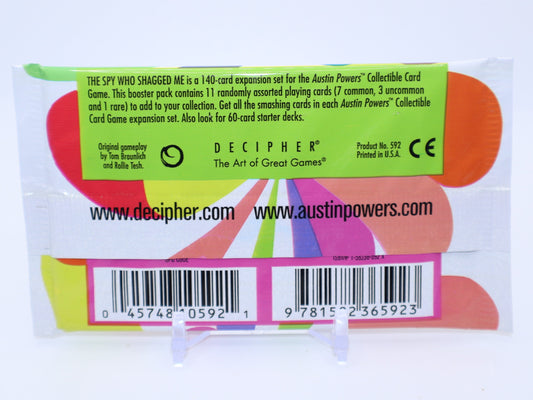 THE SPY WHO SHAGGED ME is a 140-card expansion set for the Austin Powers™ Collectible Card
Game. This booster pack contains 11 randomly assorted playing cards (7 common, 3 uncommon
and 1 rare) to add to your collection. Get all the smashing cards in each Austin Powers™ Collectible
Card Game expansion set. Also look for 60-card starter decks.
Original gameplay
by Tom Braunlich
and Rollie Tesh.
DECIPHER®
The Art of Great Games®
Product No. 592
Printed in U.S.A.
CE
www.decipher.com www.austinpowers.com
0 45748 10592 1
9 781582 365923